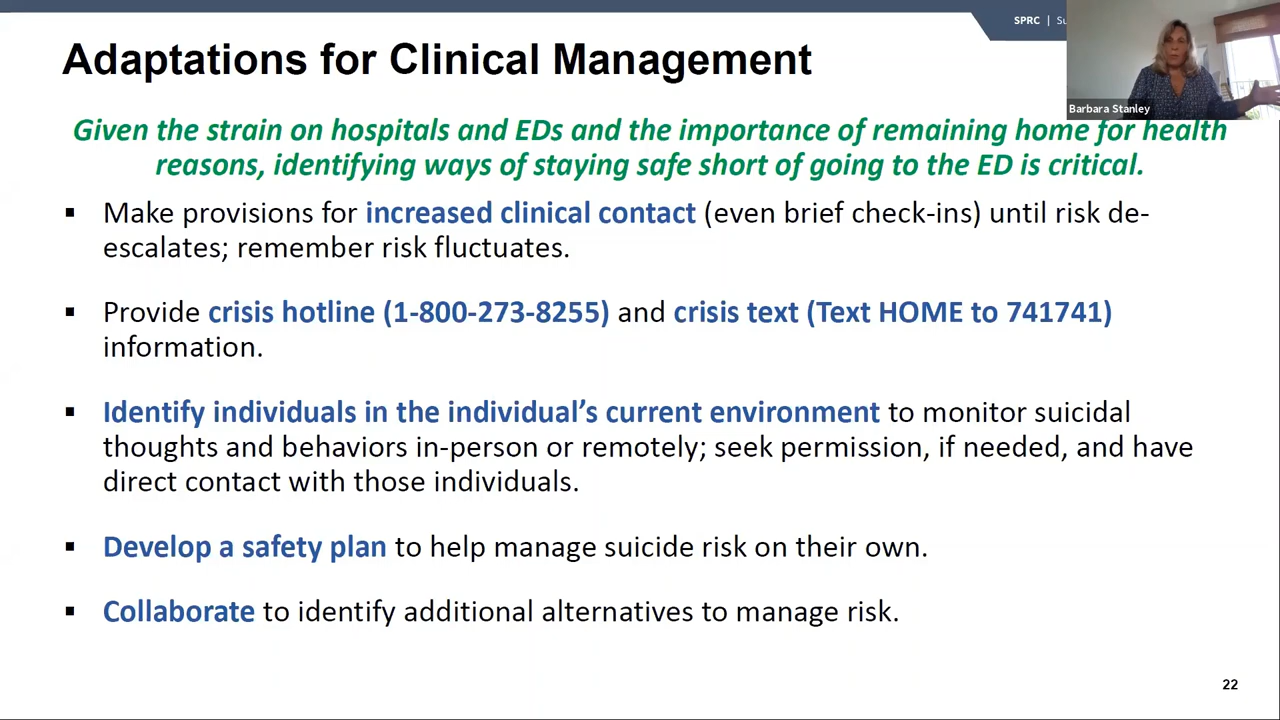 SPRC | Su
Adaptations for Clinical Management
Barbara Stanley
Given the strain on hospitals and EDs and the importance of remaining home for health
reasons, identifying ways of staying safe short of going to the ED is critical.
▪ Make provisions for increased clinical contact (even brief check-ins) until risk de-
escalates; remember risk fluctuates.
▪ Provide crisis hotline (1-800-273-8255) and crisis text (Text HOME to 741741)
information.
▪ Identify individuals in the individual’s current environment to monitor suicidal
thoughts and behaviors in-person or remotely; seek permission, if needed, and have
direct contact with those individuals.
▪ Develop a safety plan to help manage suicide risk on their own.
▪ Collaborate to identify additional alternatives to manage risk.
22